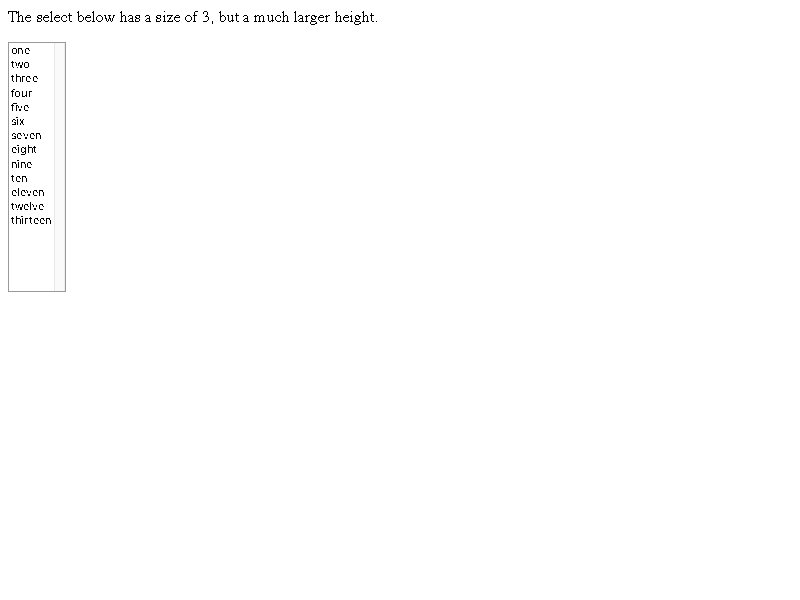 The select below has a size of 3, but a much larger height.
one
two
three
four
five
six
seven
eight
nine
ten
eleven
twelve
thirteen